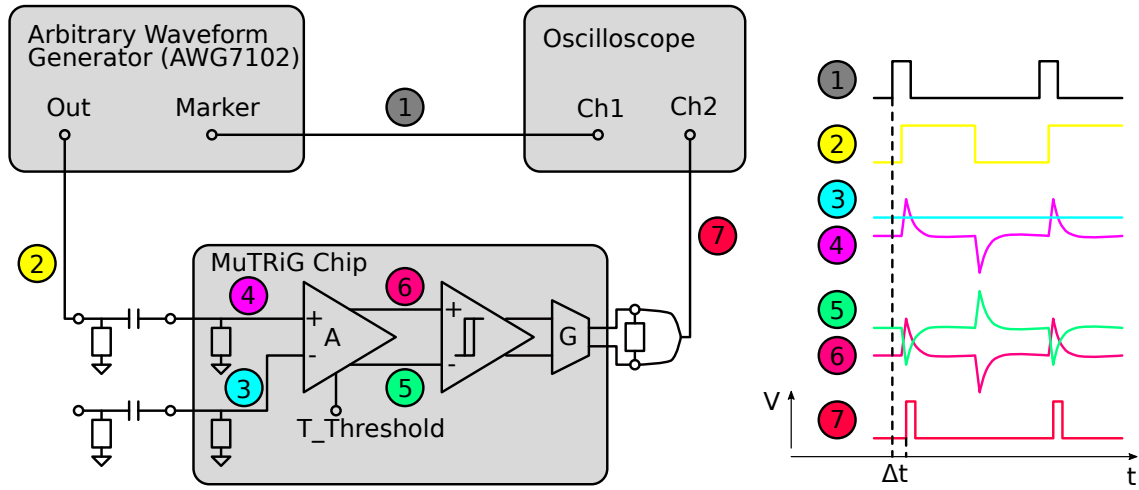 Arbitrary Waveform
Generator (AWG7102)
Out
Marker
1
Oscilloscope
Ch1
Ch2
2
7
MuTRiG Chip
4
6
+
A
-
3
5
+
-
G
T_Threshold
1
2
3
4
5
6
7
V
Δt
t